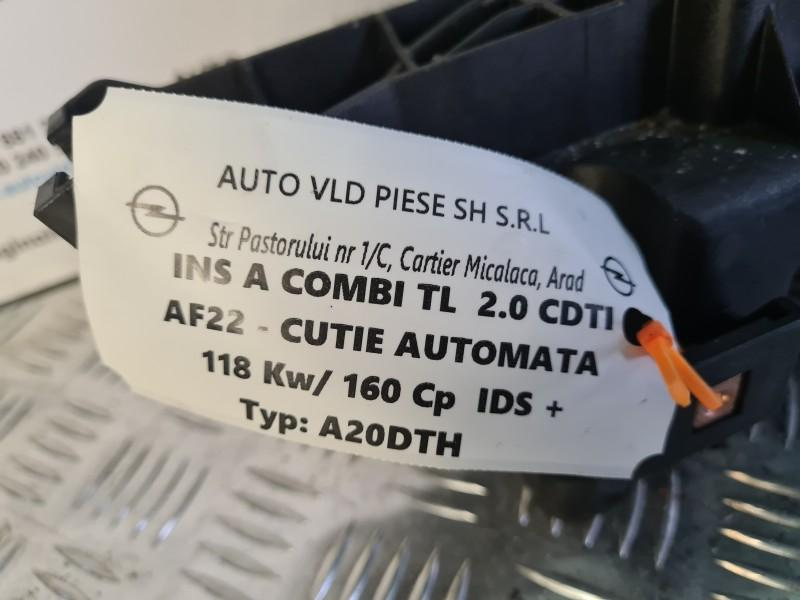 AUTO VLD PIESE SH S.R.L
Str Pastorului nr 1/C, Cartier Micalaca, Arad
INS A COMBI TL 2.0 CDTI
AF22 - CUTIE AUTOMATA
118 Kw/ 160 Cp IDS +
Typ: A20DTH